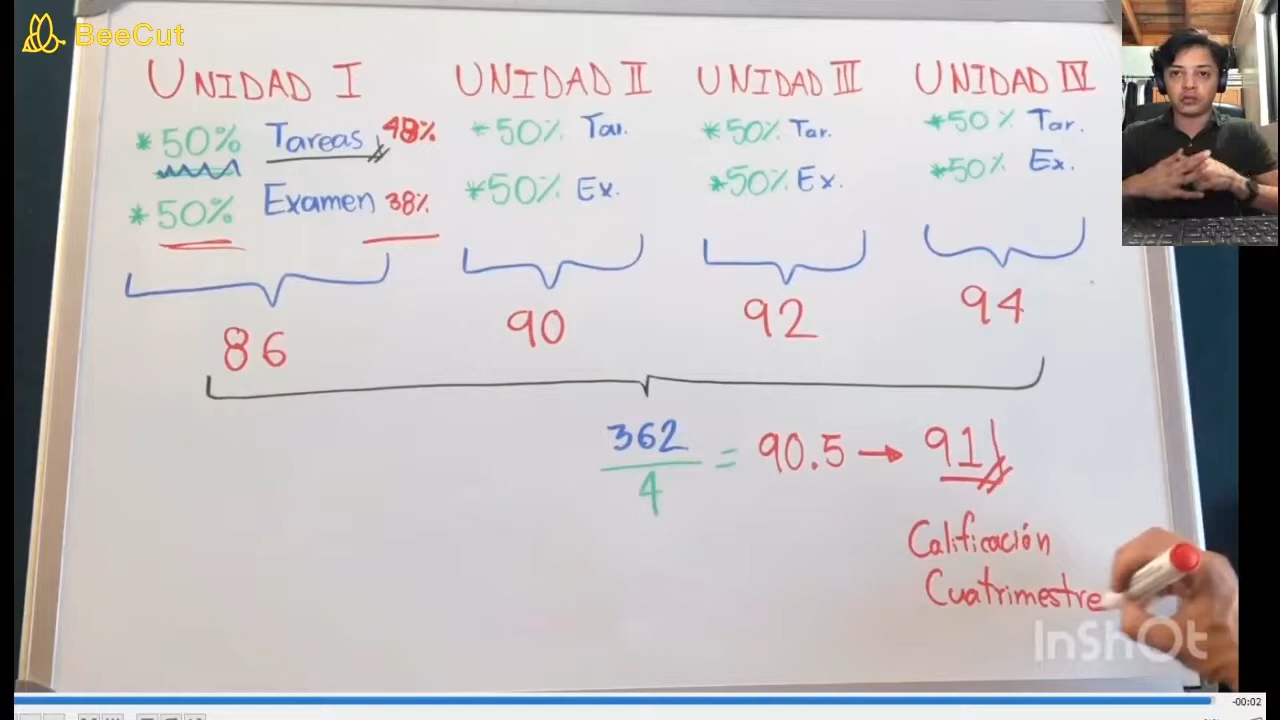 BeeCut
UNIDAD I
*50% Tareas 48%
*50% Examen 38%
86
UNIDAD II
*50% Tar.
*50% Ex.
90
UNIDAD III
*50% Tar.
*50% Ex.
92
UNIDAD IV
*50% Tar.
*50% Ex.
94
362
4
= 90.5 → 91
Calificación
Cuatrimestre
InShOt
-00:02